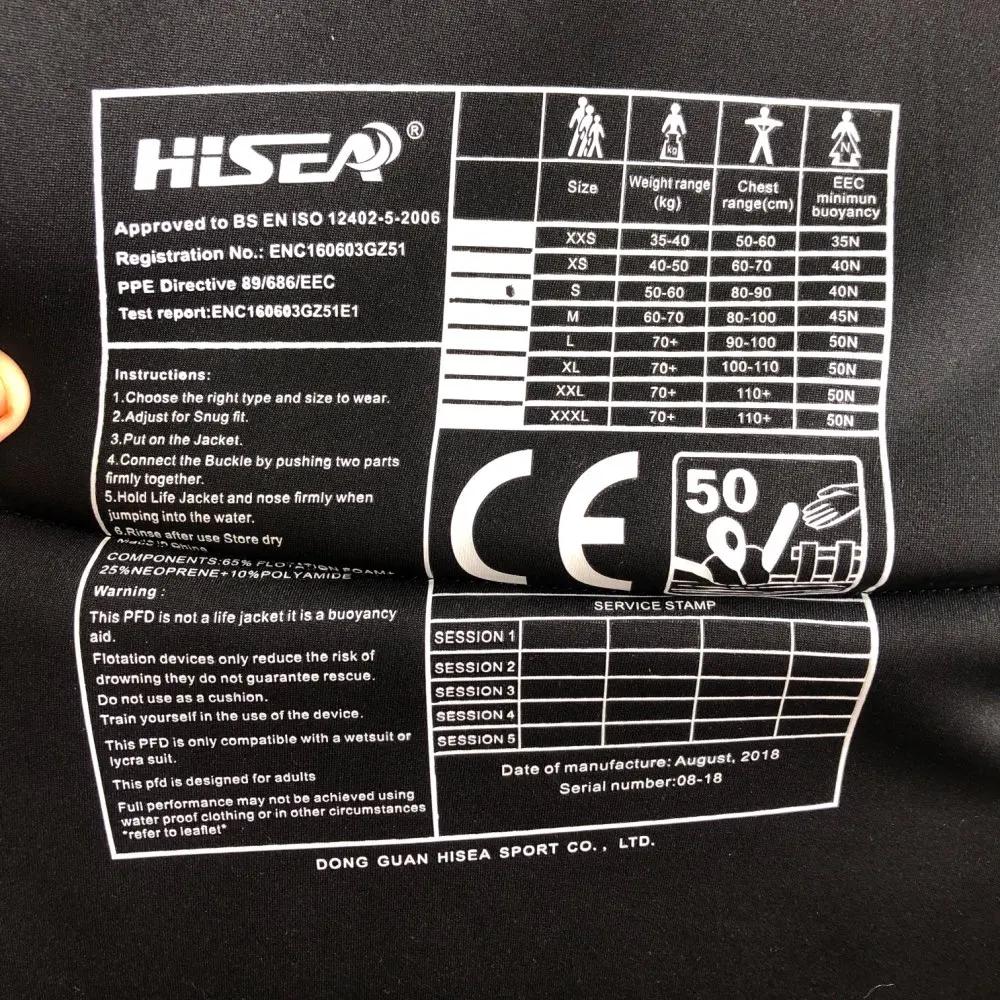 HiSEA®
Approved to BS EN ISO 12402-5-2006
Registration No.: ENC160603GZ51
PPE Directive 89/686/EEC
Test report:ENC160603GZ51E1
Instructions:
1.Choose the right type and size to wear.
2.Adjust for Snug fit.
3.Put on the Jacket.
4.Connect the Buckle by pushing two parts
firmly together.
5.Hold Life Jacket and nose firmly when
jumping into the water.
6.Rinse after use Store dry
Made in China
kg
N
Size Weight range (kg) Chest range(cm) EEC minimun buoyancy
XXS 35-40 50-60 35N
XS 40-50 60-70 40N
S 50-60 80-90 40N
M 60-70 80-100 45N
L 70+ 90-100 50N
XL 70+ 100-110 50N
XXL 70+ 110+ 50N
XXXL 70+ 110+ 50N
CE
50
COMPONENTS:65% FLOTATION FOAM+
25%NEOPRENE+10%POLYAMIDE
Warning :
This PFD is not a life jacket it is a buoyancy
aid.
Flotation devices only reduce the risk of
drowning they do not guarantee rescue.
Do not use as a cushion.
Train yourself in the use of the device.
This PFD is only compatible with a wetsuit or
lycra suit.
This pfd is designed for adults
Full performance may not be achieved using
water proof clothing or in other circumstances
*refer to leaflet*
SERVICE STAMP
SESSION 1
SESSION 2
SESSION 3
SESSION 4
SESSION 5
Date of manufacture: August, 2018
Serial number:08-18
DONG GUAN HISEA SPORT CO., LTD.